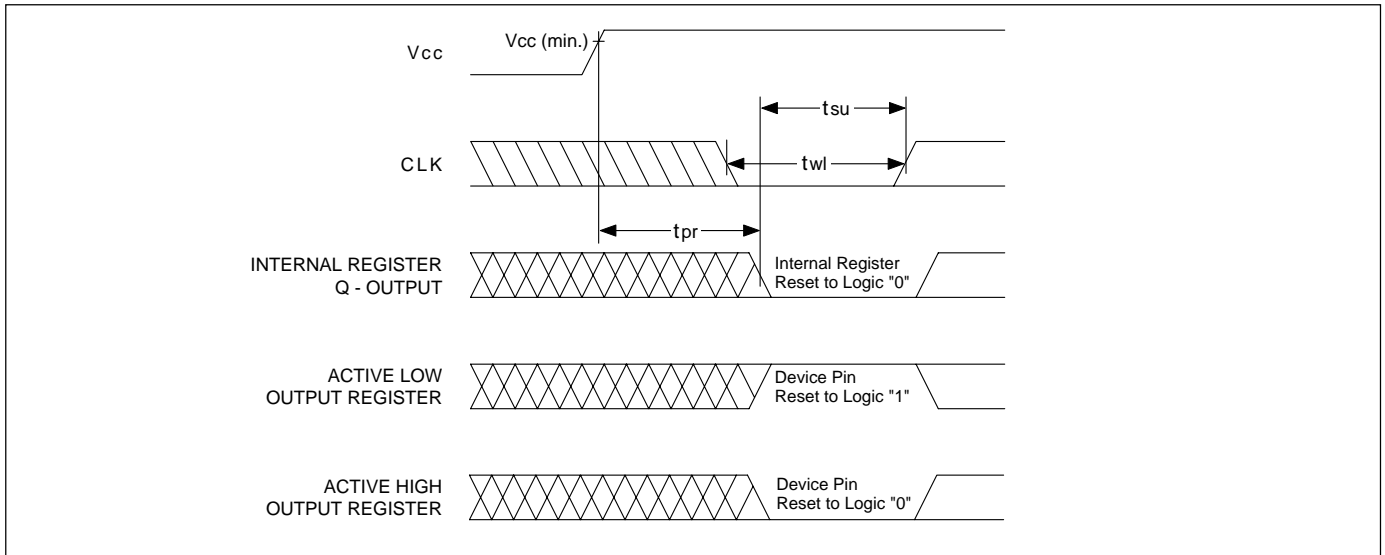 Vcc
Vcc (min.)
tsu
CLK
twl
tpr
INTERNAL REGISTER
Q - OUTPUT
Internal Register
Reset to Logic "0"
ACTIVE LOW
OUTPUT REGISTER
Device Pin
Reset to Logic "1"
ACTIVE HIGH
OUTPUT REGISTER
Device Pin
Reset to Logic "0"